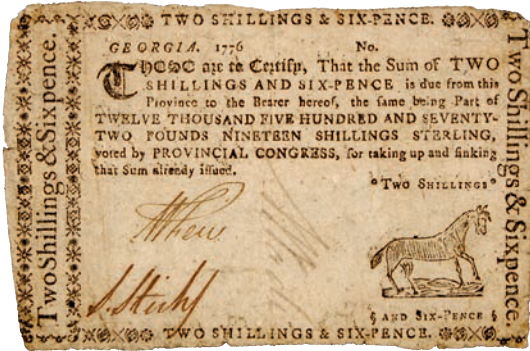 TWO SHILLINGS & SIX-PENCE.
GEORGIA. 1776 No.
THESE are to Certify, That the Sum of TWO
SHILLINGS AND SIX-PENCE is due from this
Province to the Bearer hereof, the same being Part of
TWELVE THOUSAND FIVE HUNDRED AND SEVENTY-
TWO POUNDS NINETEEN SHILLINGS STERLING,
voted by PROVINCIAL CONGRESS, for taking up and sinking
that Sum already issued.
Two Shillings & Sixpence.
Two Shillings & Sixpence
TWO SHILLINGS
AND SIX-PENCE
TWO SHILLINGS & SIX-PENCE.